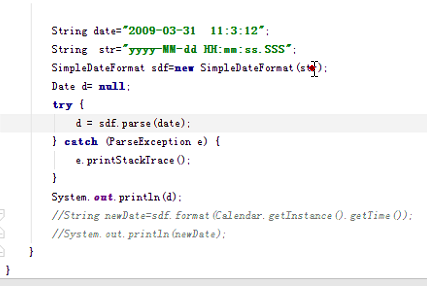 String date="2009-03-31  11:3:12";
String  str="yyyy-MM-dd HH:mm:ss.SSS";
SimpleDateFormat sdf=new SimpleDateFormat(str);
Date d= null;
try {
d = sdf.parse(date);
} catch (ParseException e) {
e.printStackTrace();
}
System.out.println(d);
//String newDate=sdf.format(Calendar.getInstance().getTime());
//System.out.println(newDate);
}
}